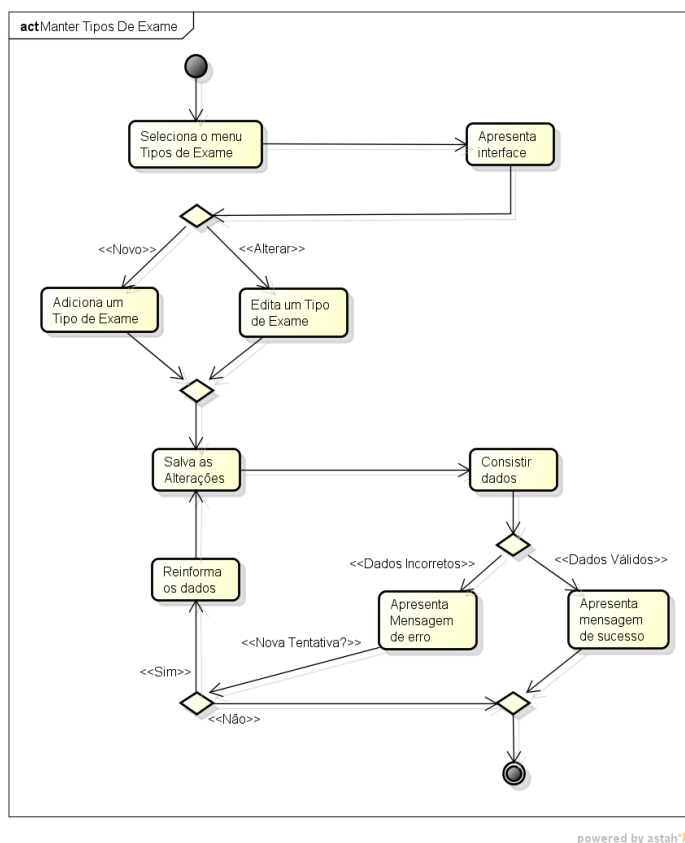 act Manter Tipos De Exame
Seleciona o menu
Tipos de Exame
Apresenta
interface
<<Novo>>
<<Alterar>>
Adiciona um
Tipo de Exame
Edita um Tipo
de Exame
Salva as
Alterações
Consistir
dados
<<Dados Incorretos>>
<<Dados Válidos>>
Reinforma
os dados
Apresenta
Mensagem
de erro
Apresenta
mensagem
de sucesso
<<Nova Tentativa?>>
<<Sim>>
<<Não>>
powered by astah*